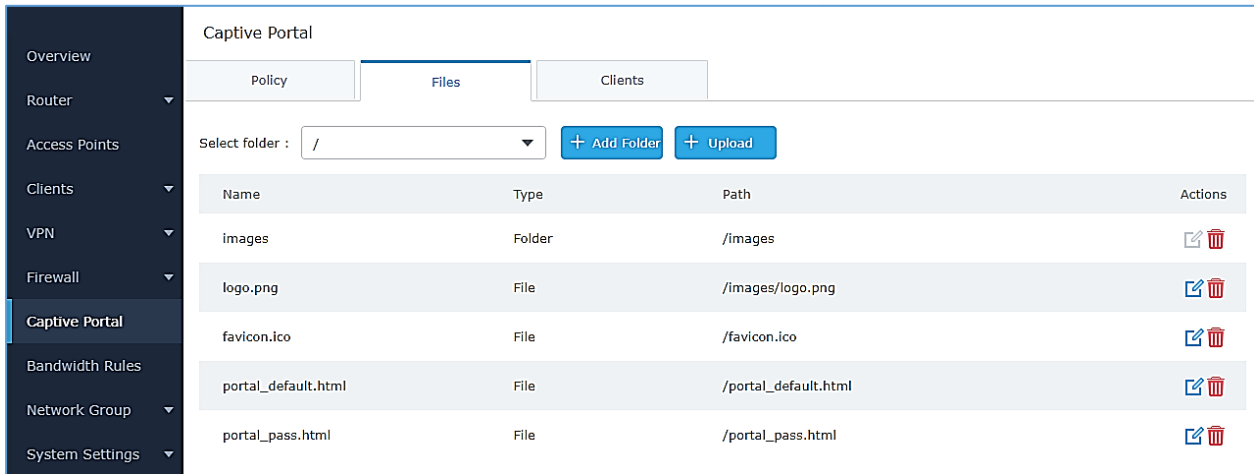 Captive Portal
Overview
Router
Access Points
Clients
VPN
Firewall
Captive Portal
Bandwidth Rules
Network Group
System Settings
Policy Files Clients
Select folder : / + Add Folder + Upload
Name Type Path Actions
images Folder /images
logo.png File /images/logo.png
favicon.ico File /favicon.ico
portal_default.html File /portal_default.html
portal_pass.html File /portal_pass.html